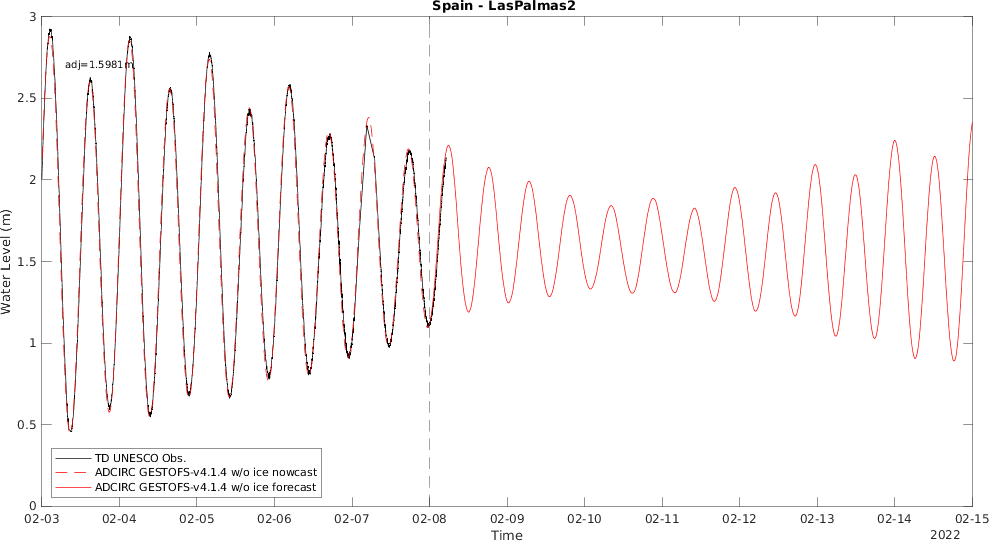 Spain - LasPalmas2
3
2.5
2
1.5
1
0.5
0
Water Level (m)
adj=1.5981m
TD UNESCO Obs.
ADCIRC GESTOFS-v4.1.4 w/o ice nowcast
ADCIRC GESTOFS-v4.1.4 w/o ice forecast
02-03 02-04 02-05 02-06 02-07 02-08 02-09 02-10 02-11 02-12 02-13 02-14 02-15
Time
2022